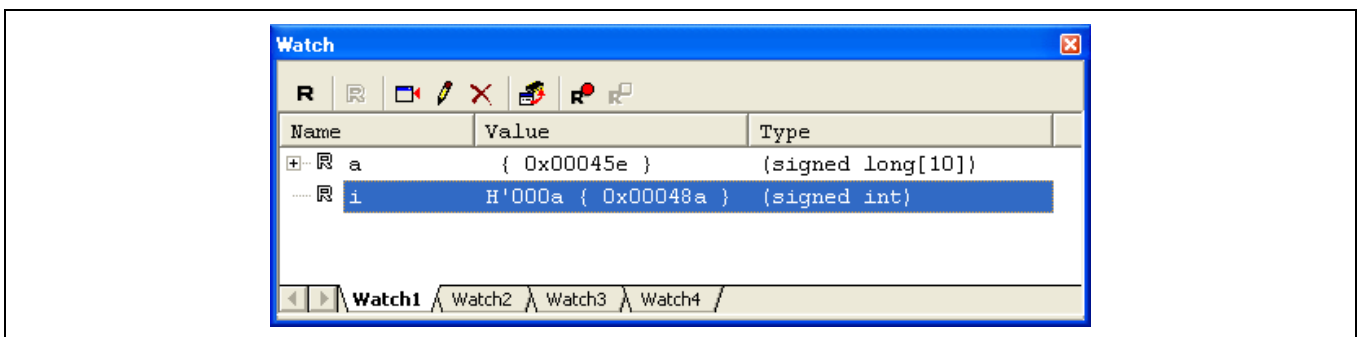 Watch
R R R R
Name Value Type
R a { 0x00045e } (signed long[10])
R i H'000a { 0x00048a } (signed int)
Watch1 Watch2 Watch3 Watch4